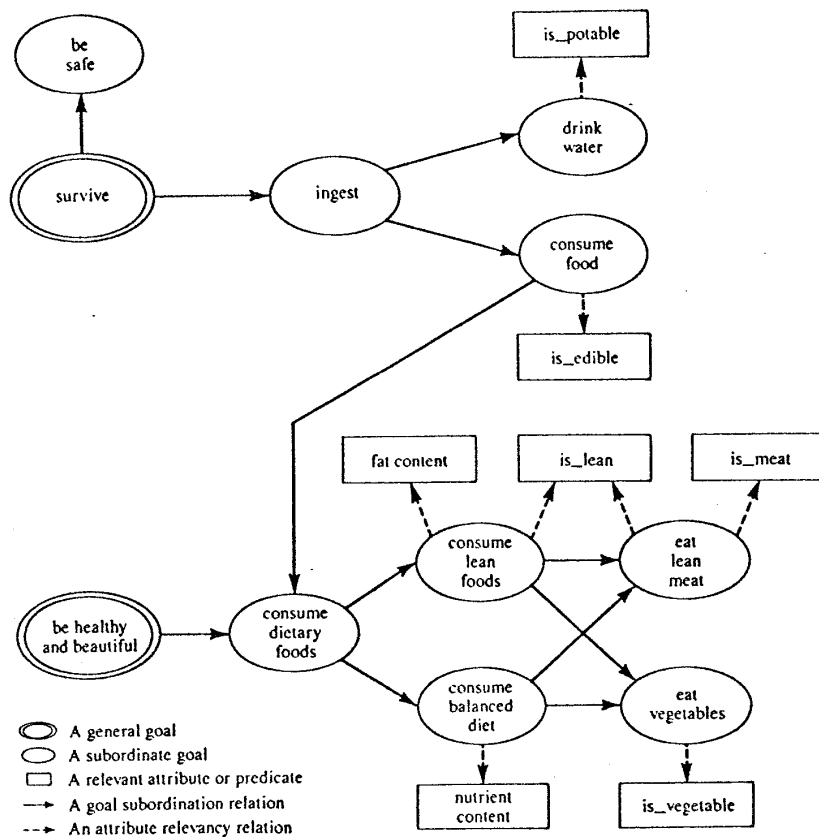 be
safe
is_potable
drink
water
survive
ingest
consume
food
is_edible
fat content
is_lean
is_meat
consume
lean
foods
eat
lean
meat
be healthy
and beautiful
consume
dietary
foods
consume
balanced
diet
eat
vegetables
nutrient
content
is_vegetable
A general goal
A subordinate goal
A relevant attribute or predicate
A goal subordination relation
An attribute relevancy relation